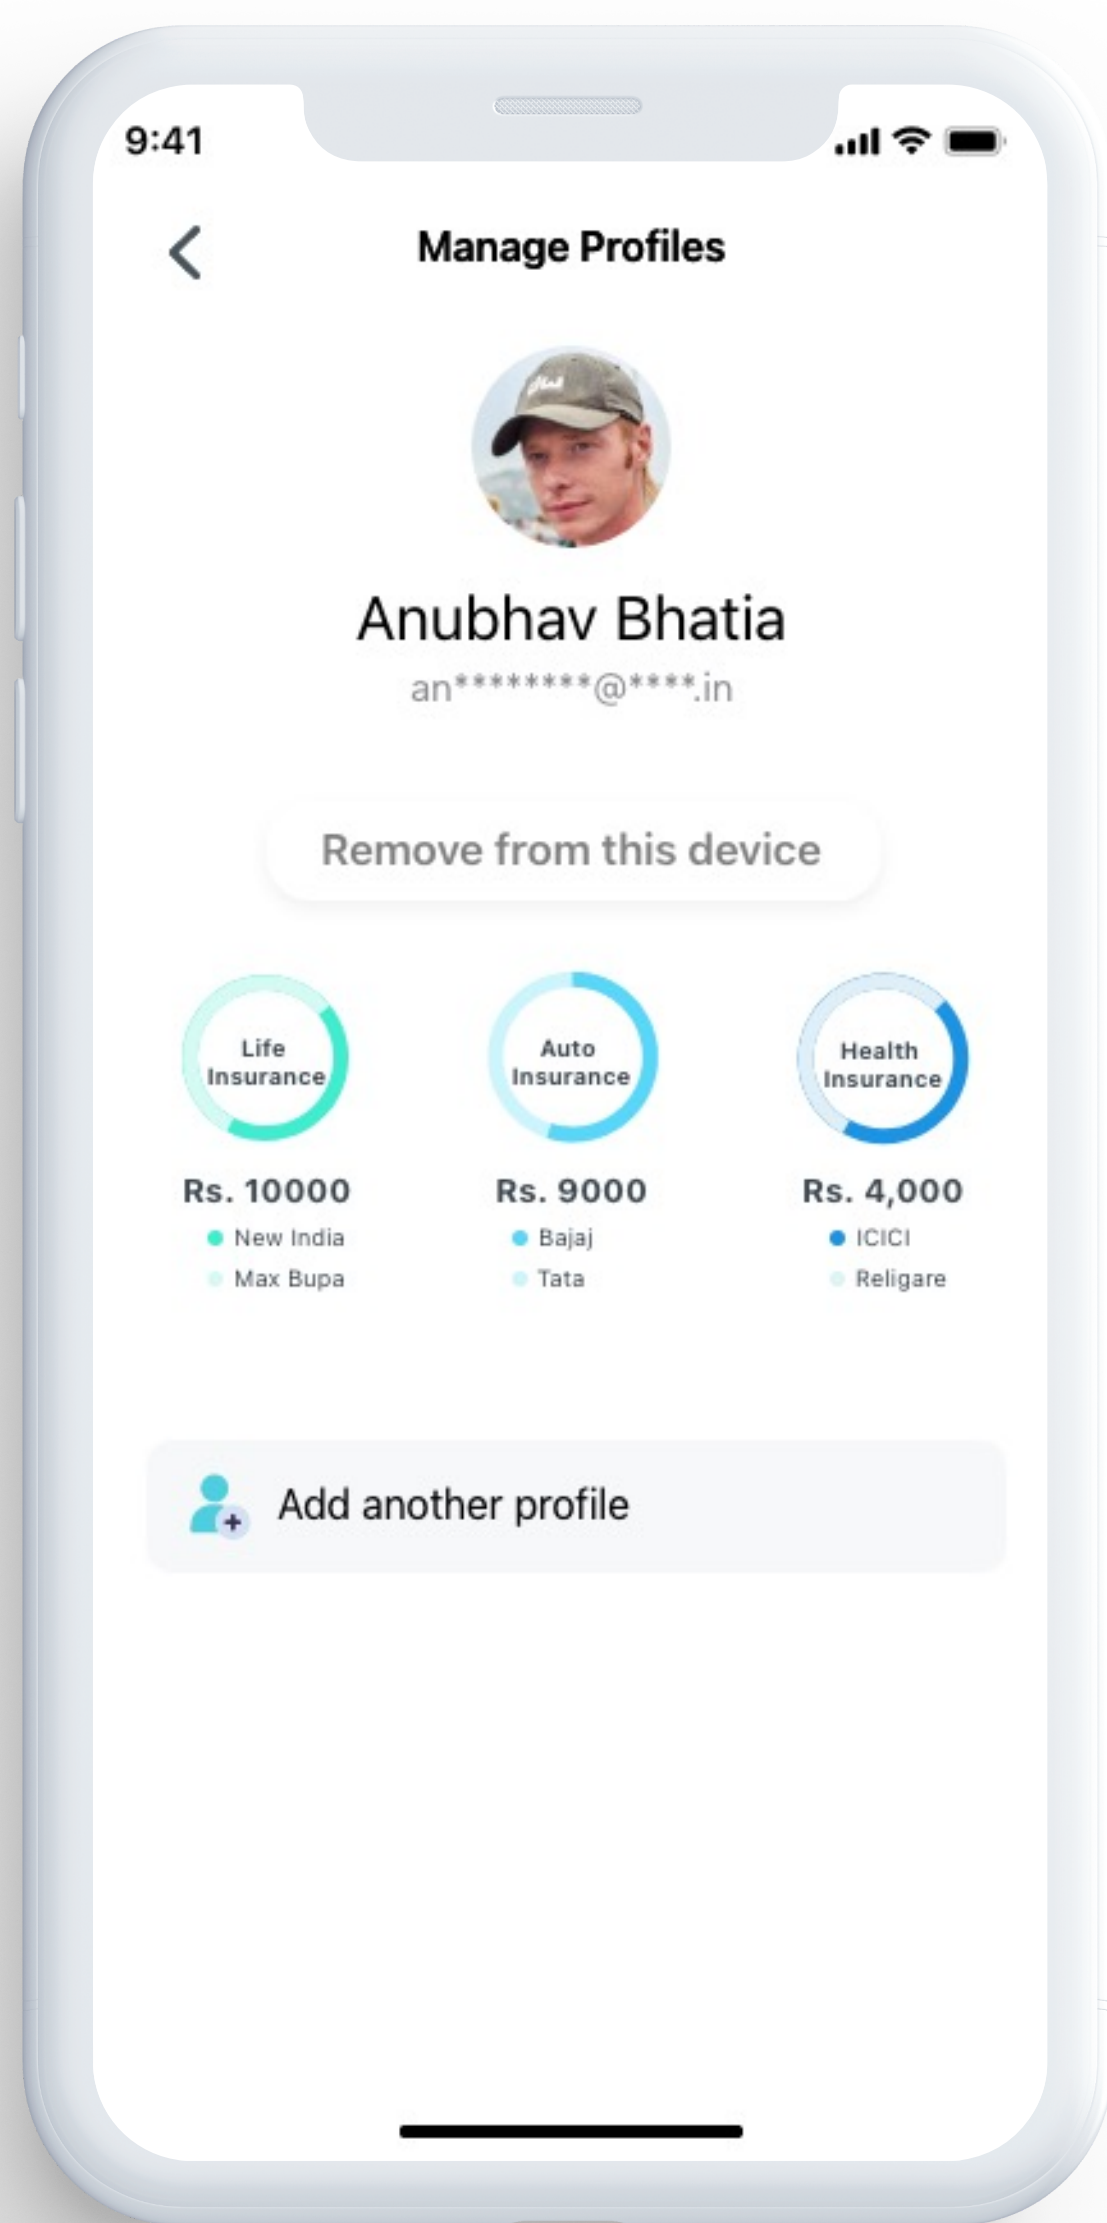 9:41
Manage Profiles
Anubhav Bhatia
an********@****.in
Remove from this device
Life
Insurance
Auto
Insurance
Health
Insurance
Rs. 10000
Rs. 9000
Rs. 4,000
New India
Bajaj
ICICI
Max Bupa
Tata
Religare
Add another profile